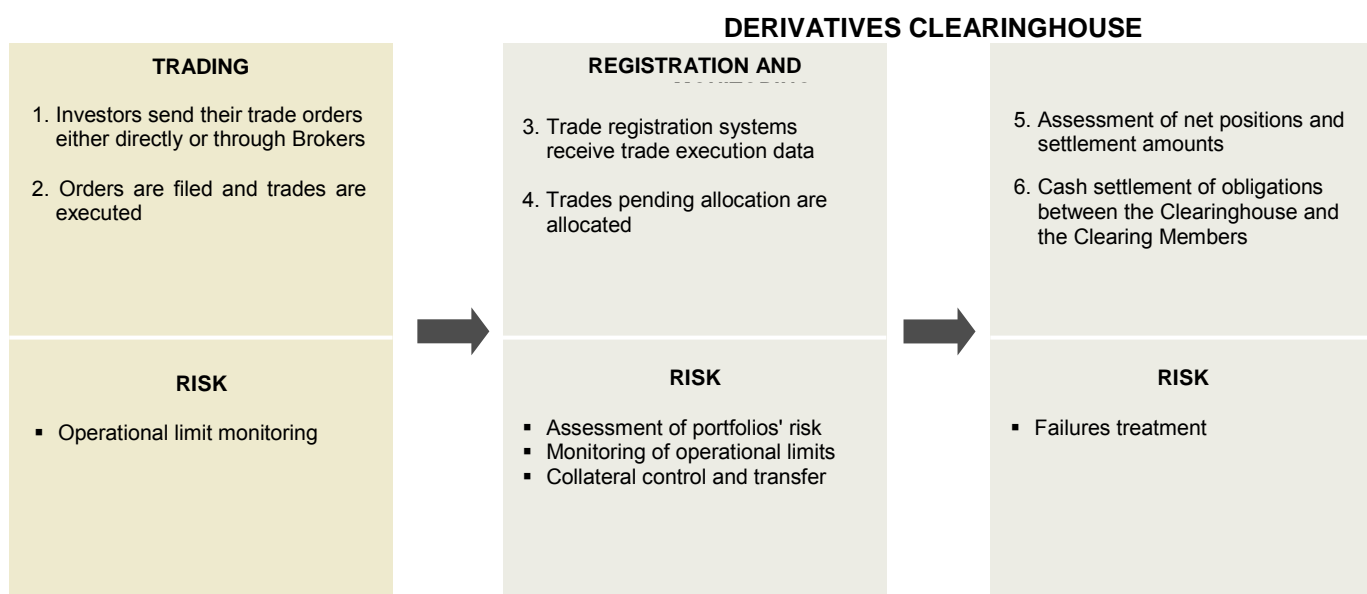 DERIVATIVES CLEARINGHOUSE
TRADING
1. Investors send their trade orders
either directly or through Brokers
2. Orders are filed and trades are
executed
RISK
▪ Operational limit monitoring
REGISTRATION AND
3. Trade registration systems
receive trade execution data
4. Trades pending allocation are
allocated
RISK
▪ Assessment of portfolios' risk
▪ Monitoring of operational limits
▪ Collateral control and transfer
5. Assessment of net positions and
settlement amounts
6. Cash settlement of obligations
between the Clearinghouse and
the Clearing Members
RISK
▪ Failures treatment